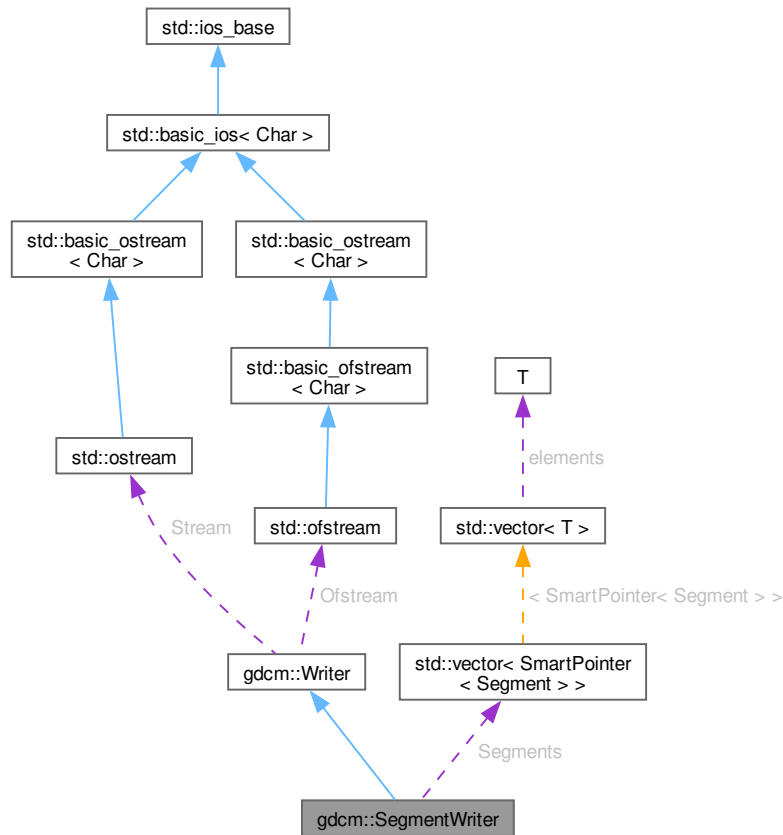 std::ios_base
std::basic_ios< Char >
std::basic_ostream
< Char >
std::basic_ostream
< Char >
std::basic_ofstream
< Char >
T
std::ostream
elements
Stream
std::ofstream
std::vector< T >
Ofstream
< SmartPointer< Segment > >
gdcm::Writer
std::vector< SmartPointer
< Segment > >
Segments
gdcm::SegmentWriter